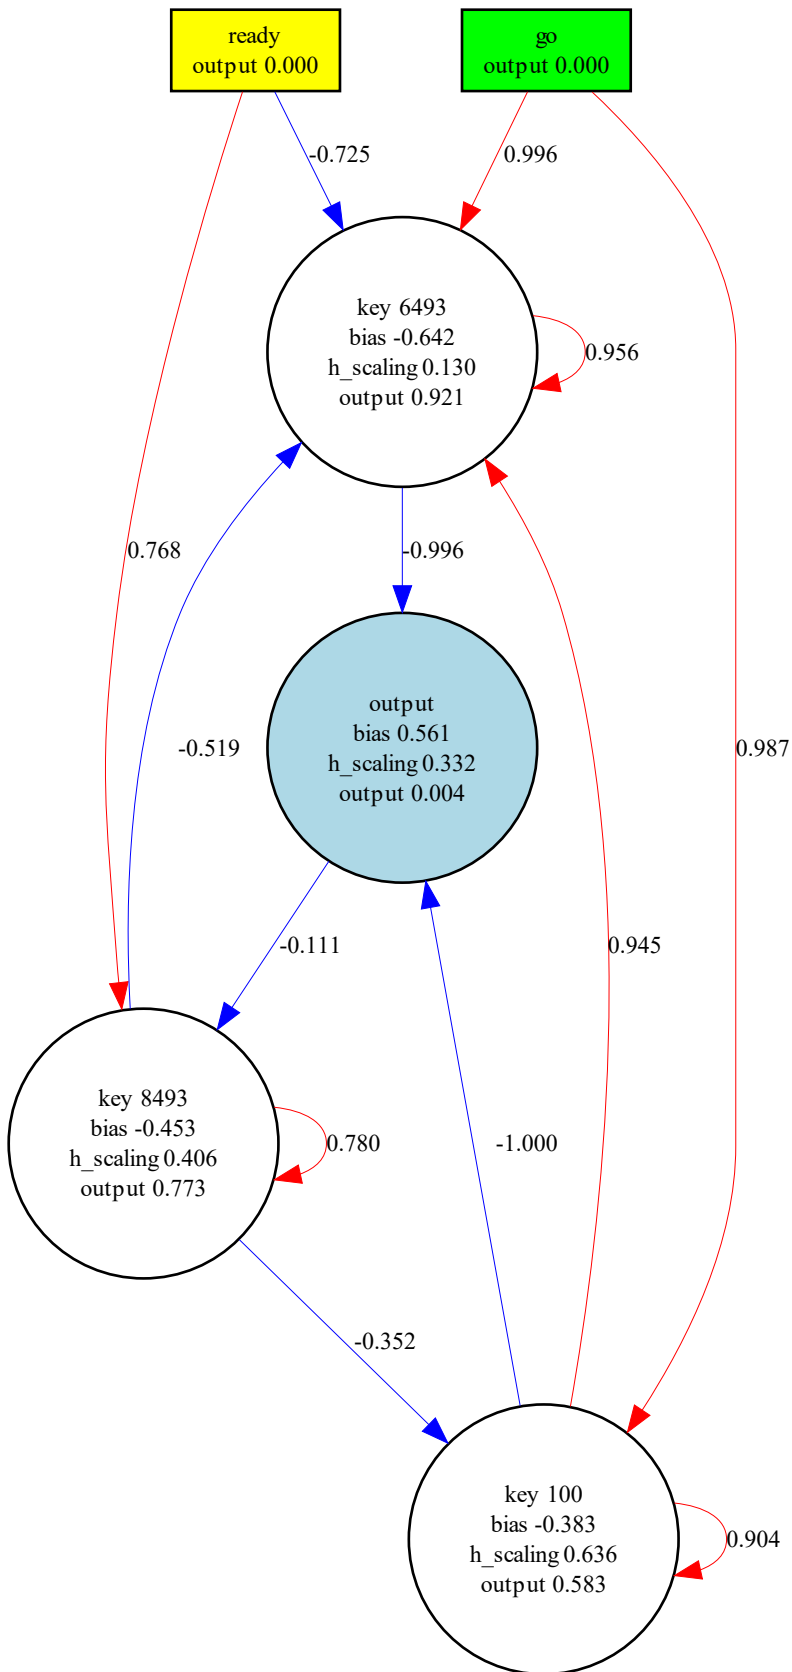 ready
output 0.000
go
output 0.000
-0.725
0.996
key 6493
bias -0.642
h_scaling 0.130
output 0.921
0.956
0.768
-0.996
output
bias 0.561
h_scaling 0.332
output 0.004
-0.519
0.987
-0.111
0.945
key 8493
bias -0.453
h_scaling 0.406
output 0.773
0.780
-1.000
-0.352
key 100
bias -0.383
h_scaling 0.636
output 0.583
0.904